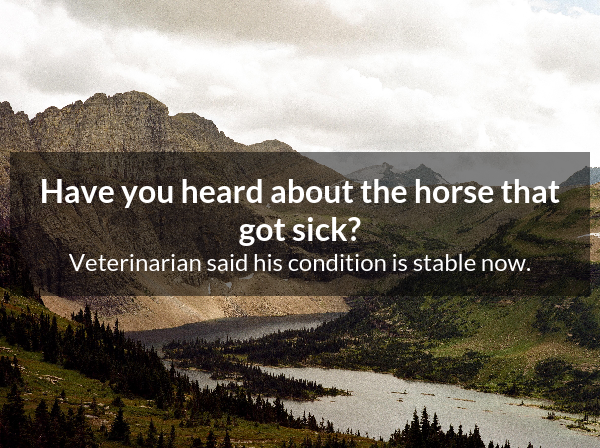 Have you heard about the horse that
got sick?
Veterinarian said his condition is stable now.